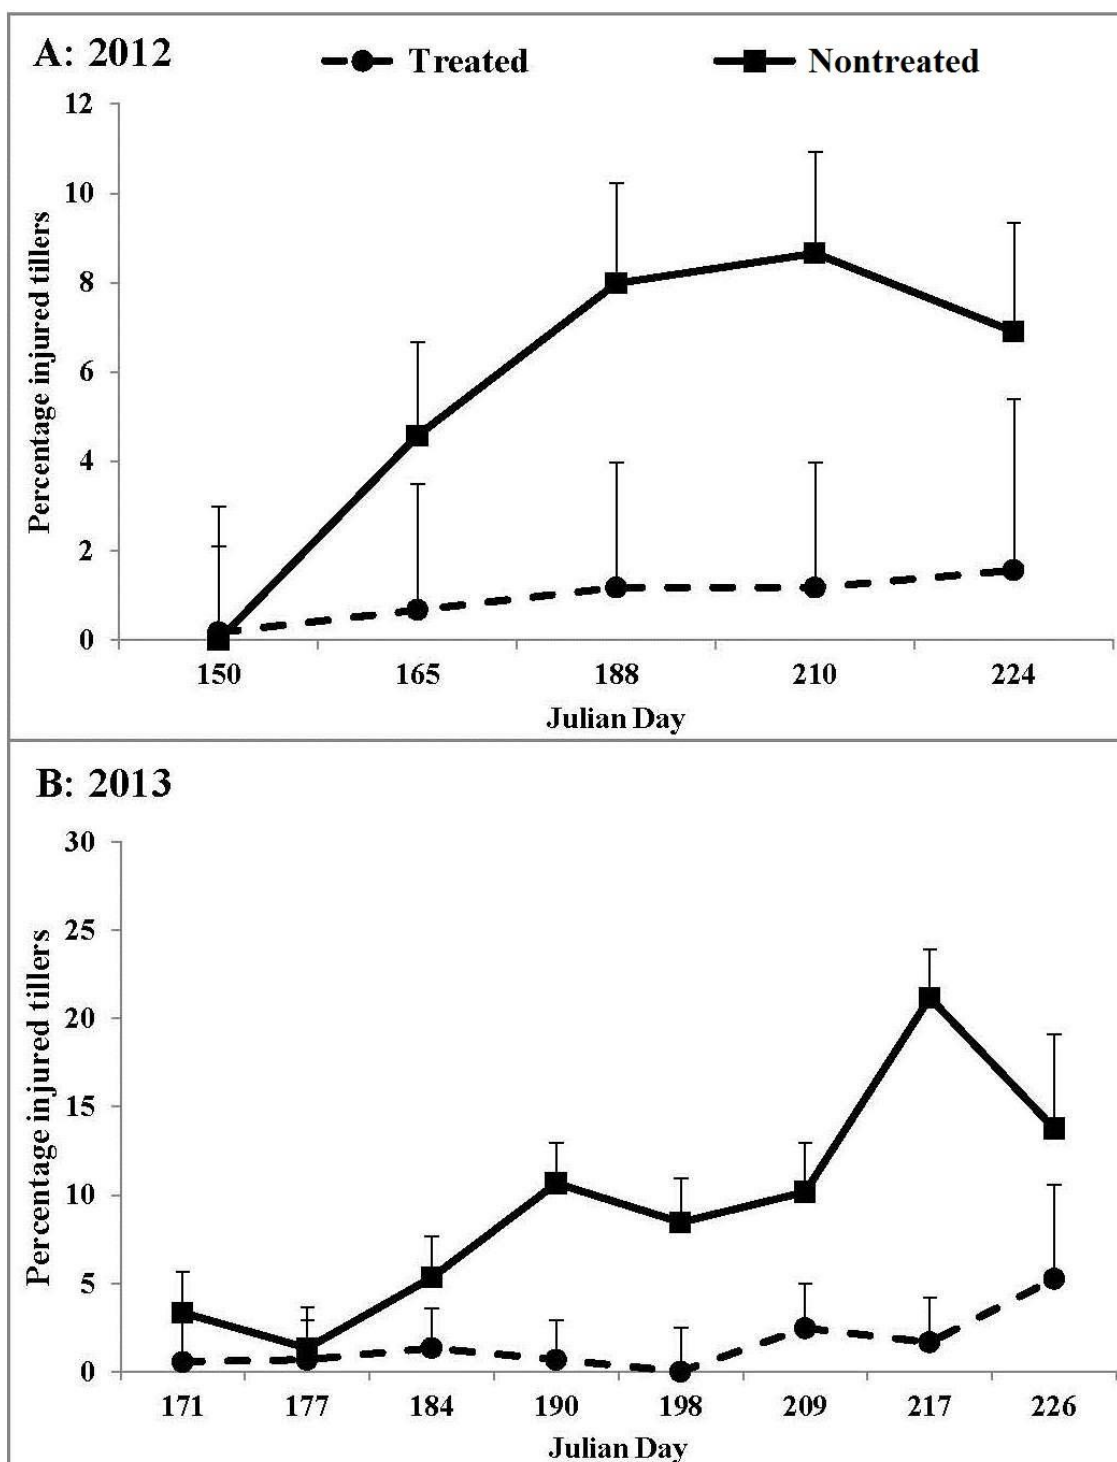 A: 2012
Treated
Nontreated
Percentage injured tillers
12
10
8
6
4
2
0
150 165 188 210 224
Julian Day
B: 2013
Percentage injured tillers
30
25
20
15
10
5
0
171 177 184 190 198 209 217 226
Julian Day